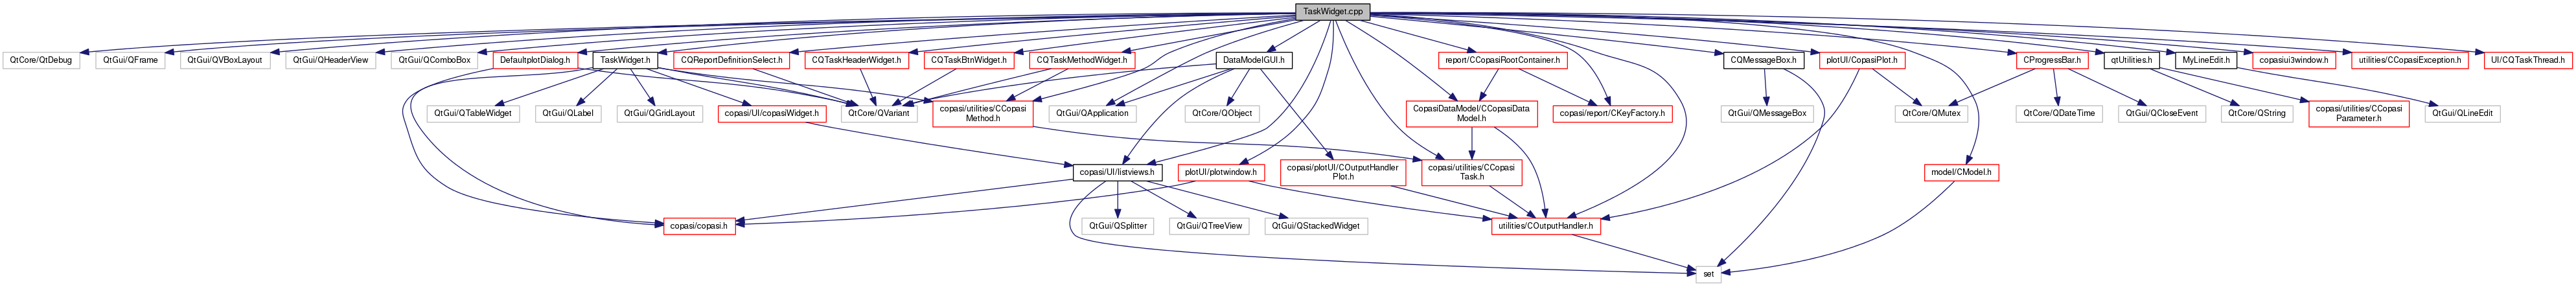 TaskWidget.cpp
QtCore/QtDebug
QtGui/QFrame
QtGui/QVBoxLayout
QtGui/QHeaderView
QtGui/QComboBox
DefaultplotDialog.h
TaskWidget.h
CQReportDefinitionSelect.h
CQTaskHeaderWidget.h
CQTaskBtnWidget.h
CQTaskMethodWidget.h
DataModelGUI.h
report/CCopasiRootContainer.h
CQMessageBox.h
plotUI/CopasiPlot.h
CProgressBar.h
qtUtilities.h
MyLineEdit.h
copasiui3window.h
utilities/CCopasiException.h
UI/CQTaskThread.h
QtGui/QTableWidget
QtGui/QLabel
QtGui/QGridLayout
copasi/UI/copasiWidget.h
QtCore/QVariant
copasi/utilities/CCopasi
Method.h
QtGui/QApplication
QtCore/QObject
CopasiDataModel/CCopasiData
Model.h
copasi/report/CKeyFactory.h
QtGui/QMessageBox
QtCore/QMutex
QtCore/QDateTime
QtGui/QCloseEvent
QtCore/QString
copasi/utilities/CCopasi
Parameter.h
QtGui/QLineEdit
copasi/UI/listviews.h
plotUI/plotwindow.h
copasi/plotUI/COutputHandler
Plot.h
copasi/utilities/CCopasi
Task.h
model/CModel.h
copasi/copasi.h
QtGui/QSplitter
QtGui/QTreeView
QtGui/QStackedWidget
utilities/COutputHandler.h
set